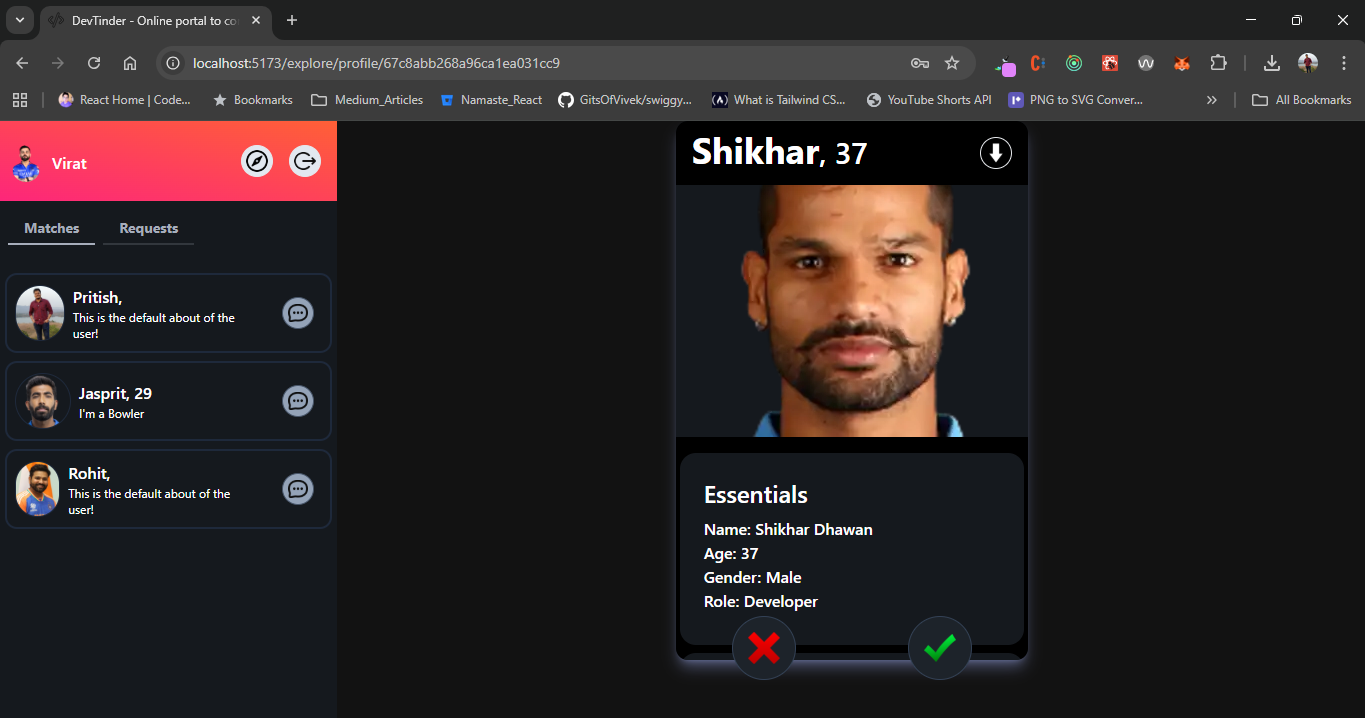 DevTinder - Online portal to co
localhost:5173/explore/profile/67c8abb268a96ca1ea031cc9
React Home | Code...
Bookmarks
Medium_Articles
Namaste_React
GitsOfVivek/swiggy...
What is Tailwind CS...
YouTube Shorts API
PNG to SVG Conver...
All Bookmarks
Virat
Matches
Requests
Pritish,
This is the default about of the
user!
Jasprit, 29
I'm a Bowler
Rohit,
This is the default about of the
user!
Shikhar, 37
Essentials
Name: Shikhar Dhawan
Age: 37
Gender: Male
Role: Developer